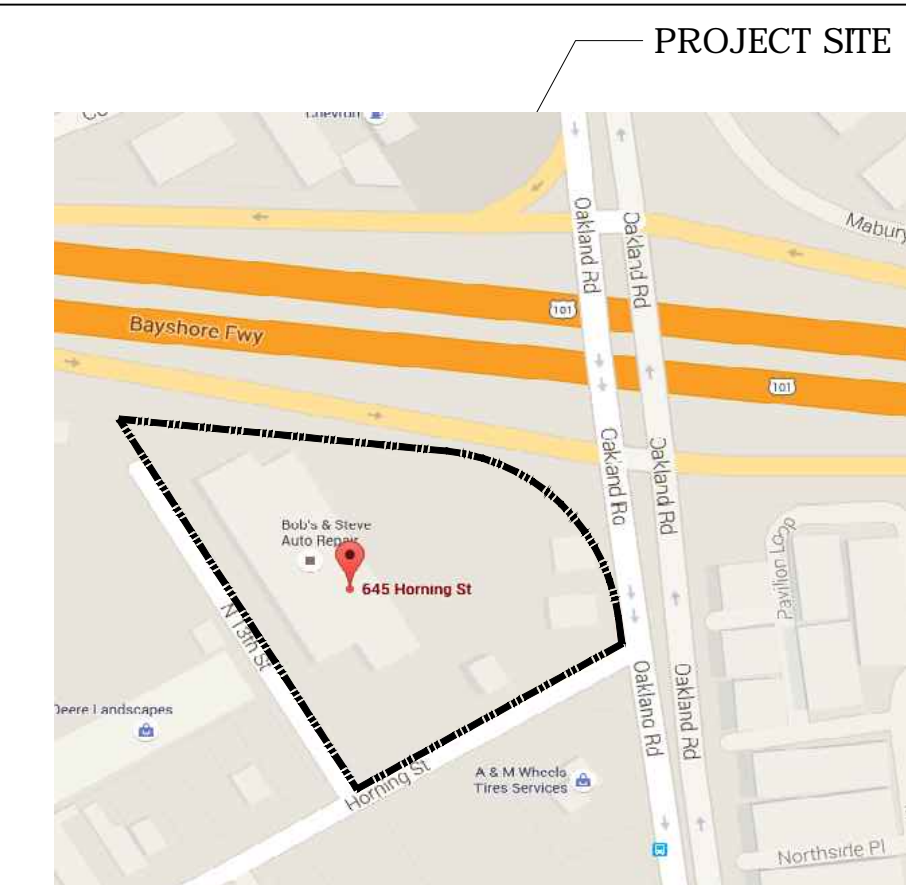 PROJECT SITE
Chevron
Oakland Rd
Oakland Rd
Mabury
101
Bayshore Fwy
101
Oakland Rd
Oakland Rd
Bob's & Steve
Auto Repair
Pavilion Loop
645 Horning St
N 13th St
Oakland Rd
Oakland Rd
Deere Landscapes
A & M Wheels
Tires Services
Horning St
Northside Pl